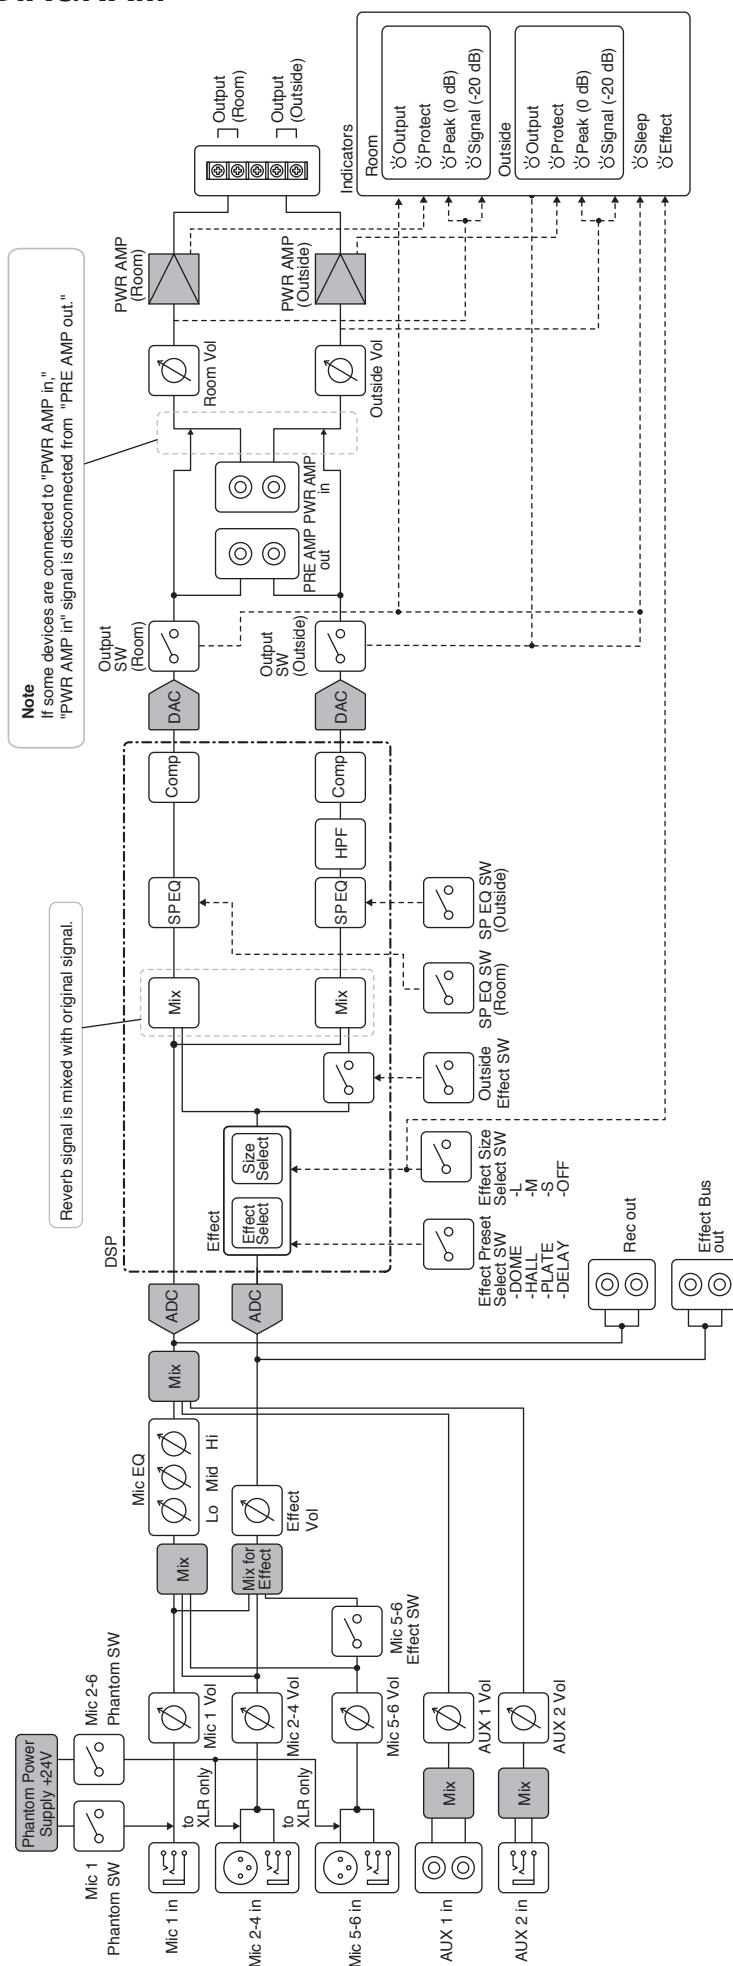 Note
If some devices are connected to "PWR AMP in,"
"PWR AMP in" signal is disconnected from "PRE AMP out."
Reverb signal is mixed with original signal.
Phantom Power
Supply +24V
Mic 1
Phantom SW
Mic 2-6
Phantom SW
Mic 1 in
Mic 2-4 in
Mic 5-6 in
AUX 1 in
AUX 2 in
to
XLR only
to
XLR only
Mix
Mix
Mic 1 Vol
Mic 2-4 Vol
Mic 5-6 Vol
AUX 1 Vol
AUX 2 Vol
Mic 5-6
Effect SW
Mix
Mix for
Effect
Mic EQ
Lo
Mid
Hi
Effect
Vol
Mix
ADC
ADC
Rec out
Effect Bus
out
DSP
Effect
Effect
Select
Size
Select
Effect Preset
Select SW
-DOME
-HALL
-PLATE
-DELAY
Effect Size
Select SW
-L
-M
-S
-OFF
Outside
Effect SW
SP EQ SW
(Room)
SP EQ SW
(Outside)
Mix
Mix
SPEQ
SPEQ
HPF
Comp
Comp
DAC
DAC
Output
SW
(Room)
Output
SW
(Outside)
PRE AMP
out
PWR AMP
in
Room Vol
Outside Vol
PWR AMP
(Room)
PWR AMP
(Outside)
Output
(Room)
Output
(Outside)
Indicators
Room
Output
Protect
Peak (0 dB)
Signal (-20 dB)
Outside
Output
Protect
Peak (0 dB)
Signal (-20 dB)
Sleep
Effect